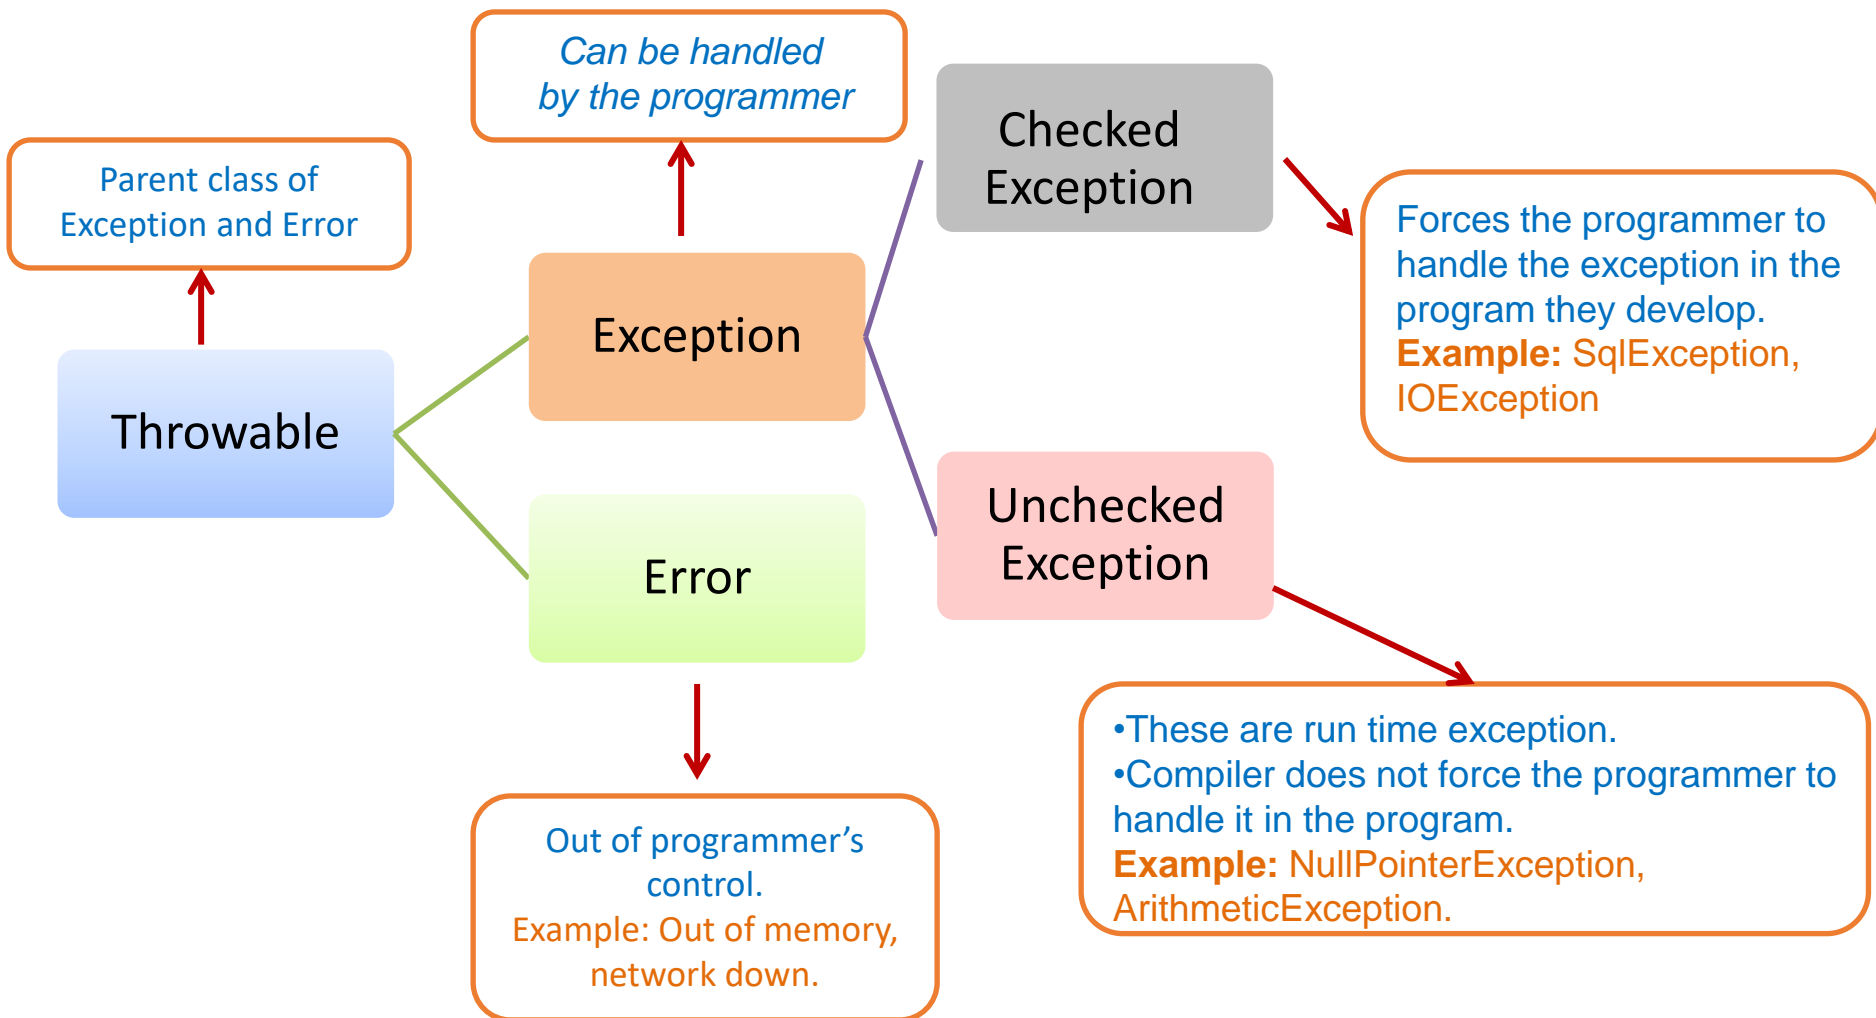 Can be handled
by the programmer
Checked
Exception
Parent class of
Exception and Error
Forces the programmer to
handle the exception in the
program they develop.
Example: SqlException,
IOException
Exception
Throwable
Unchecked
Exception
Error
•These are run time exception.
•Compiler does not force the programmer to
handle it in the program.
Example: NullPointerException,
ArithmeticException.
Out of programmer’s
control.
Example: Out of memory,
network down.